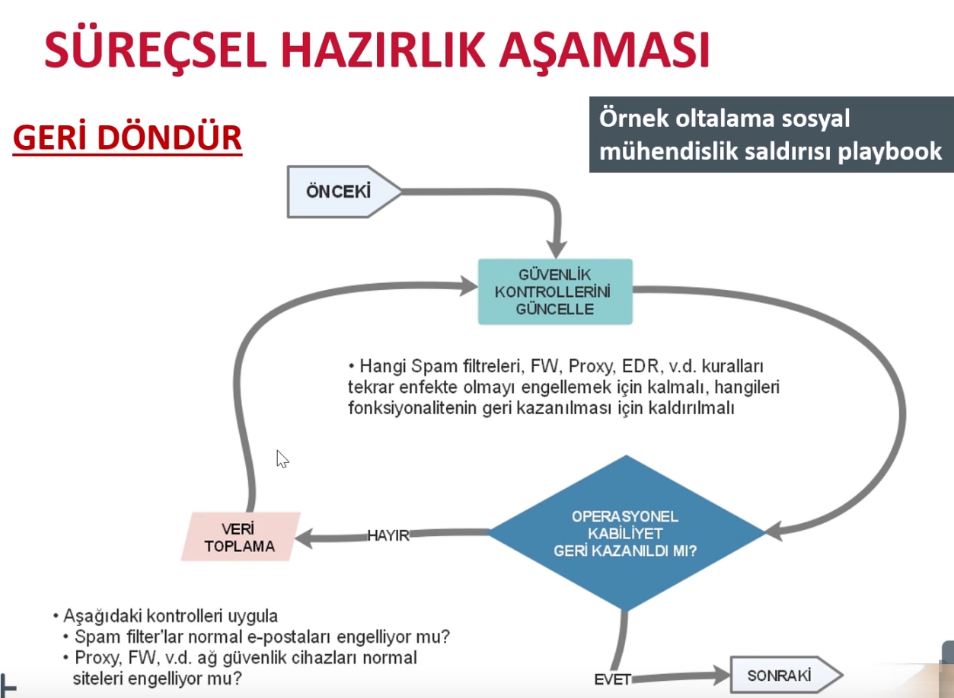 SÜREÇSEL HAZIRLIK AŞAMASI
GERİ DÖNDÜR
Örnek oltalama sosyal
mühendislik saldırısı playbook
ÖNCEKİ
GÜVENLİK
KONTROLLERİNİ
GÜNCELLE
• Hangi Spam filtreleri, FW, Proxy, EDR, v.d. kuralları
tekrar enfekte olmayı engellemek için kalmalı, hangileri
fonksiyonalitenin geri kazanılması için kaldırılmalı
OPERASYONEL
KABİLİYET
GERİ KAZANILDI MI?
HAYIR
VERİ
TOPLAMA
• Aşağıdaki kontrolleri uygula
• Spam filter'lar normal e-postaları engelliyor mu?
• Proxy, FW, v.d. ağ güvenlik cihazları normal
siteleri engelliyor mu?
EVET
SONRAKİ